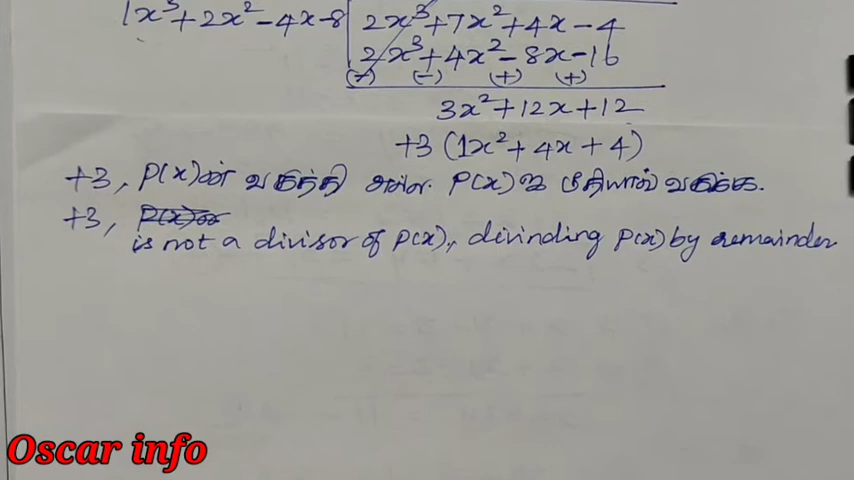 1x³+2x²-4x-8 | 2x³+7x²+4x-4
2x³+4x²-8x-16
(-) (-) (+) (+)
3x²+12x+12
+3 (1x²+4x+4)
+3, P(x)ன் வகுத்தி அல்ல. P(x) ஐ மீதியால் வகுக்க.
+3, P(x)ன்
is not a divisor of P(x), devinding P(x) by remainder
Oscar info